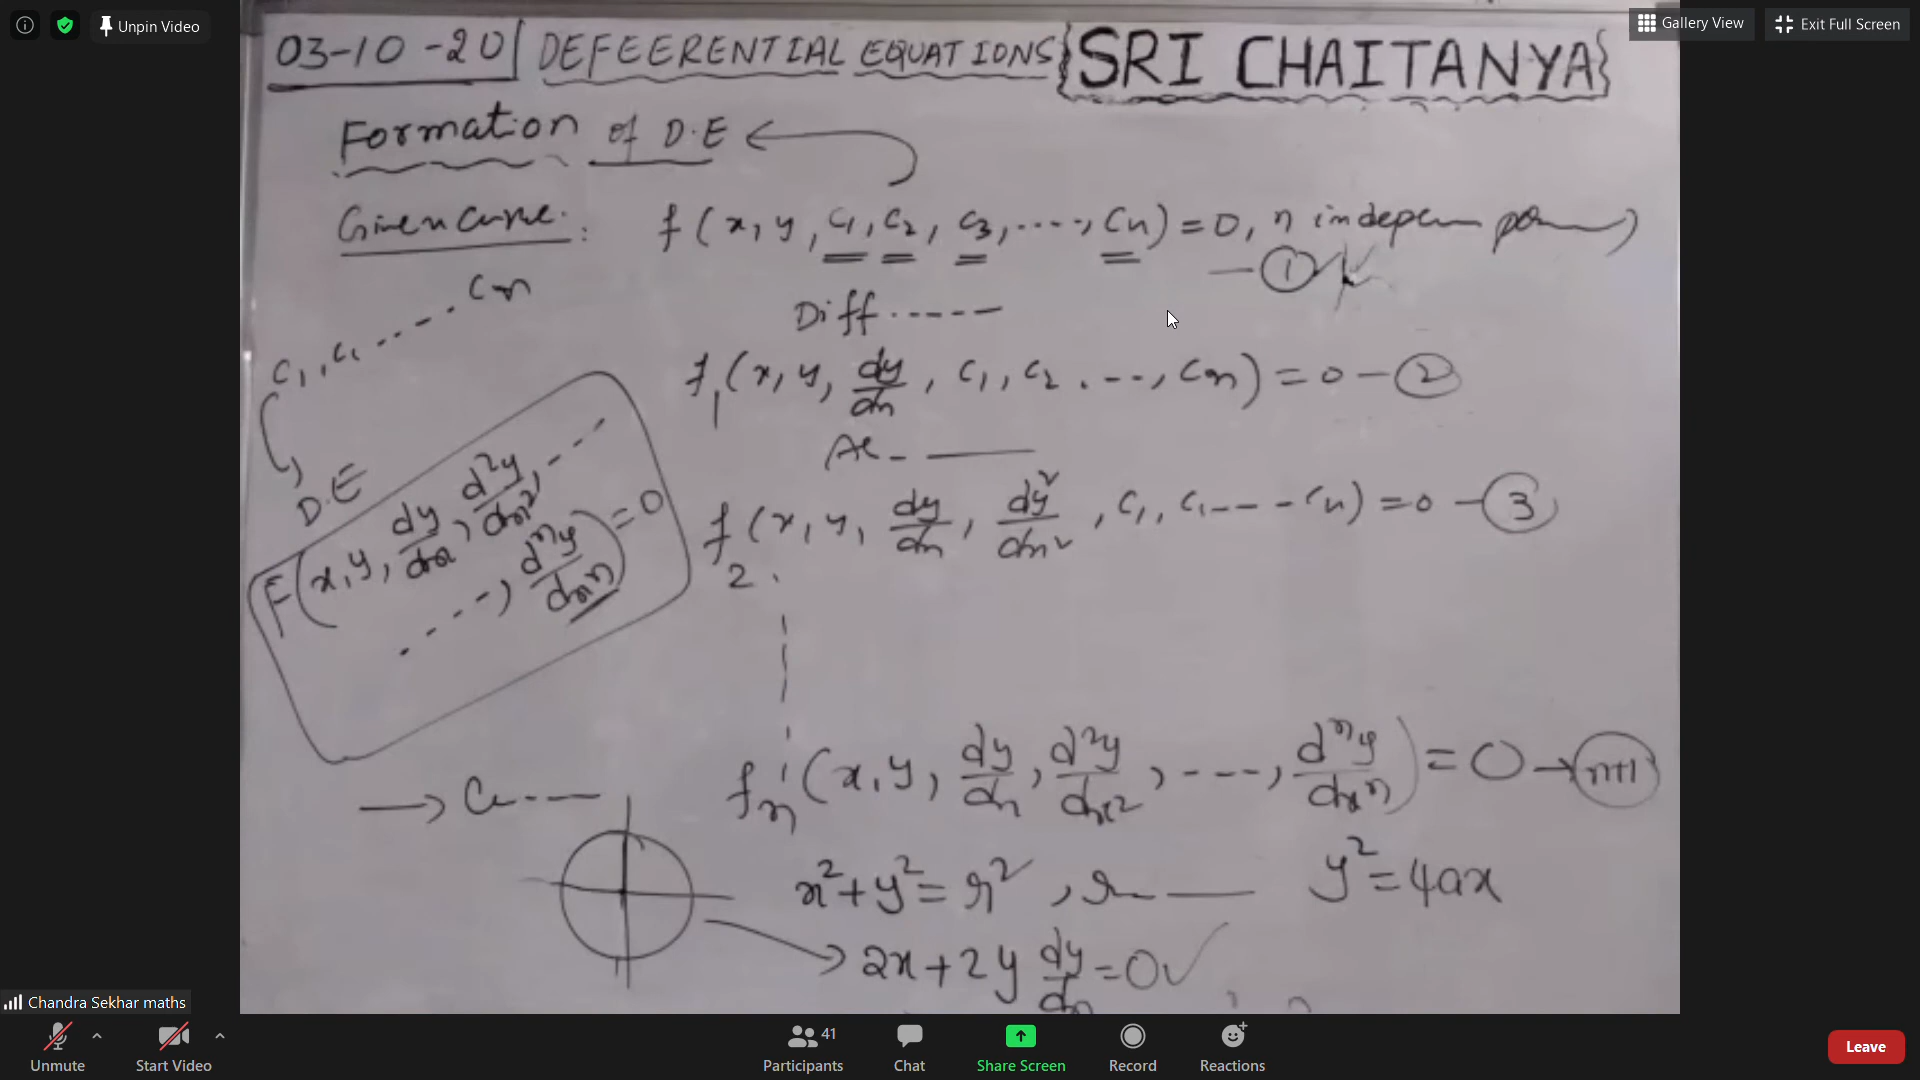 Unpin Video
Gallery View
Exit Full Screen
03-10-20 | DEFEERENTIAL EQUATIONS {SRI CHAITANYA}
Formation of D.E
Given curve : f(x, y, c₁, c₂, c₃, ...., cn) = 0, n indepen
— ①
c₁, c₁ ...... cn
Diff ......
f₁(x, y, dy/dx, c₁, c₂ ...., cn) = 0 — ②
D.E
F(x, y, dy/dx, d²y/dx², ---
...., dⁿy/dxⁿ) = 0
f₂(x, y, dy/dx, dy²/dx², c₁, c₁ --- cn) = 0 — ③
fn(x, y, dy/dx, d²y/dx², ----, dⁿy/dxⁿ) = 0 → n+1
x² + y² = r², r y² = 4ax
2x + 2y dy/dx = 0
Chandra Sekhar maths
Unmute
Start Video
Participants
41
Chat
Share Screen
Record
Reactions
Leave